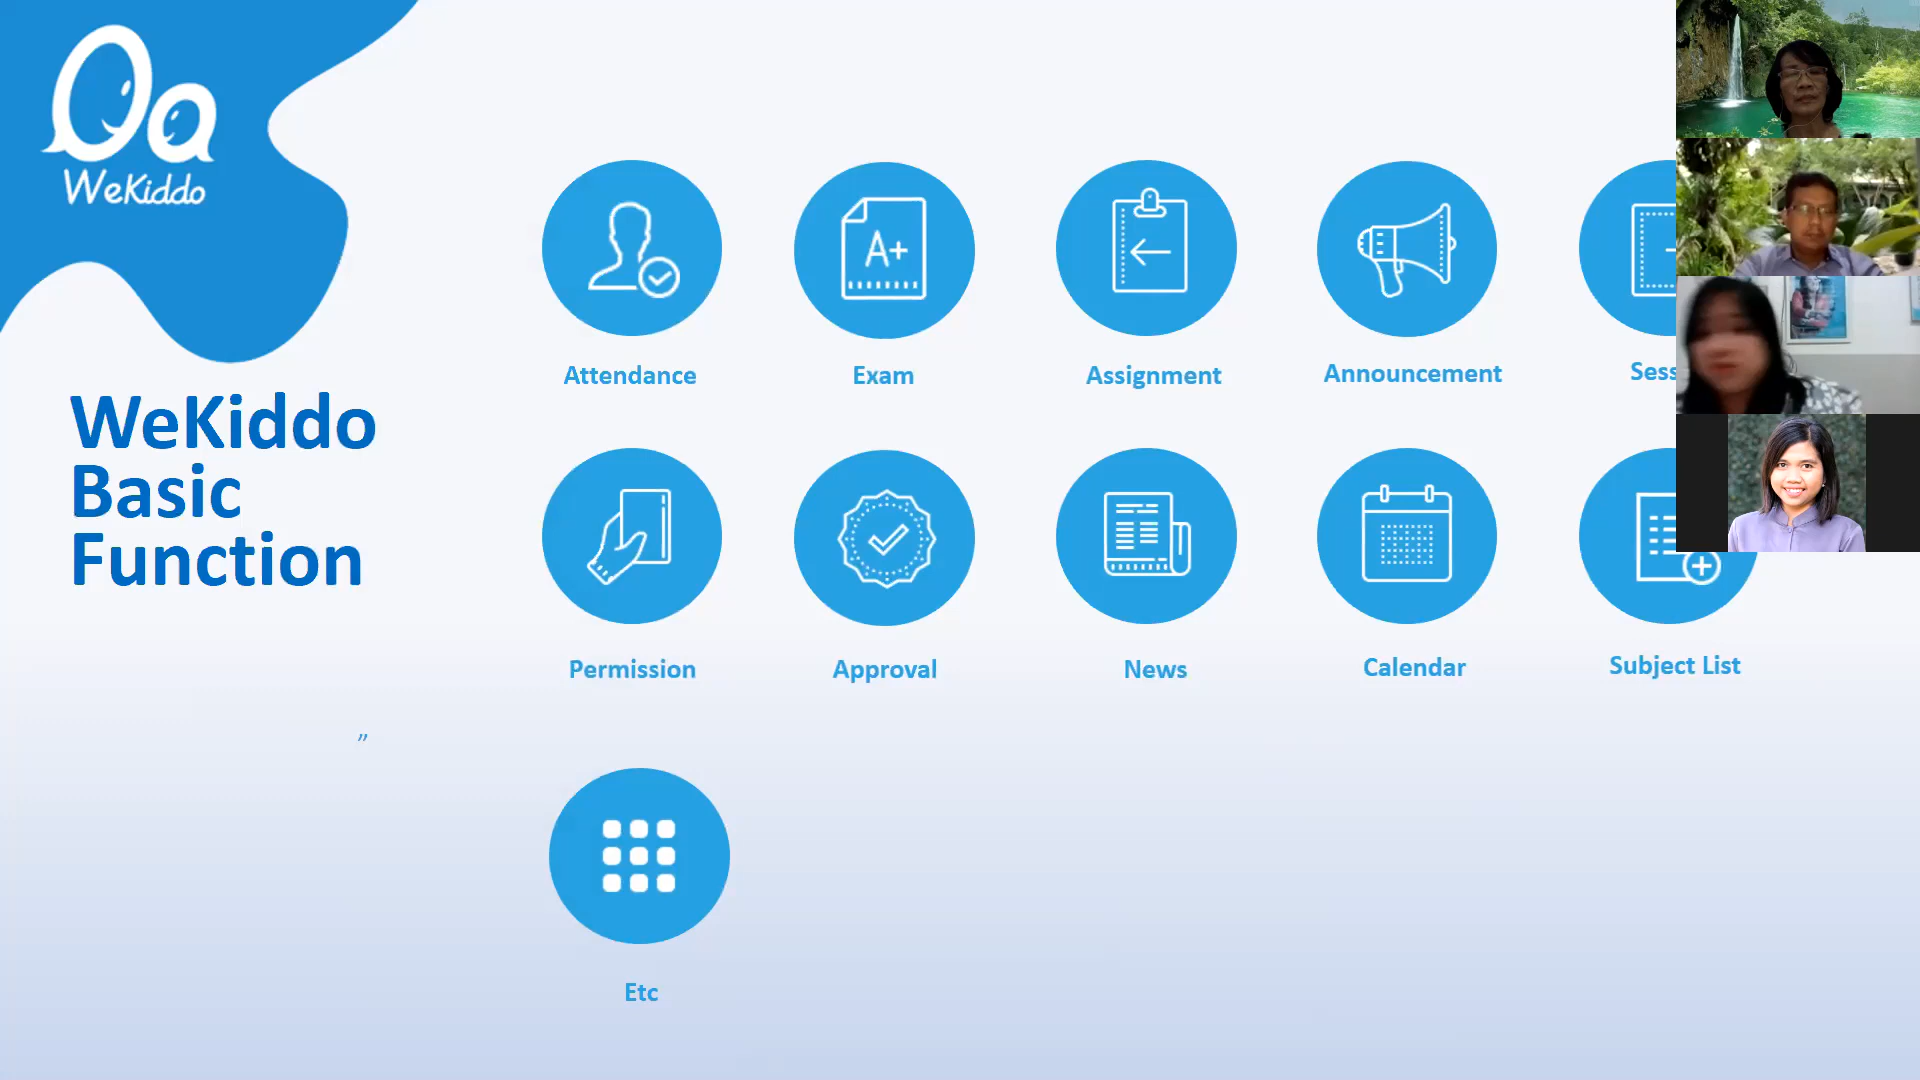 WeKiddo
WeKiddo
Basic
Function
A+
Attendance
Exam
Assignment
Announcement
Permission
Approval
News
Calendar
Subject List
”
Etc